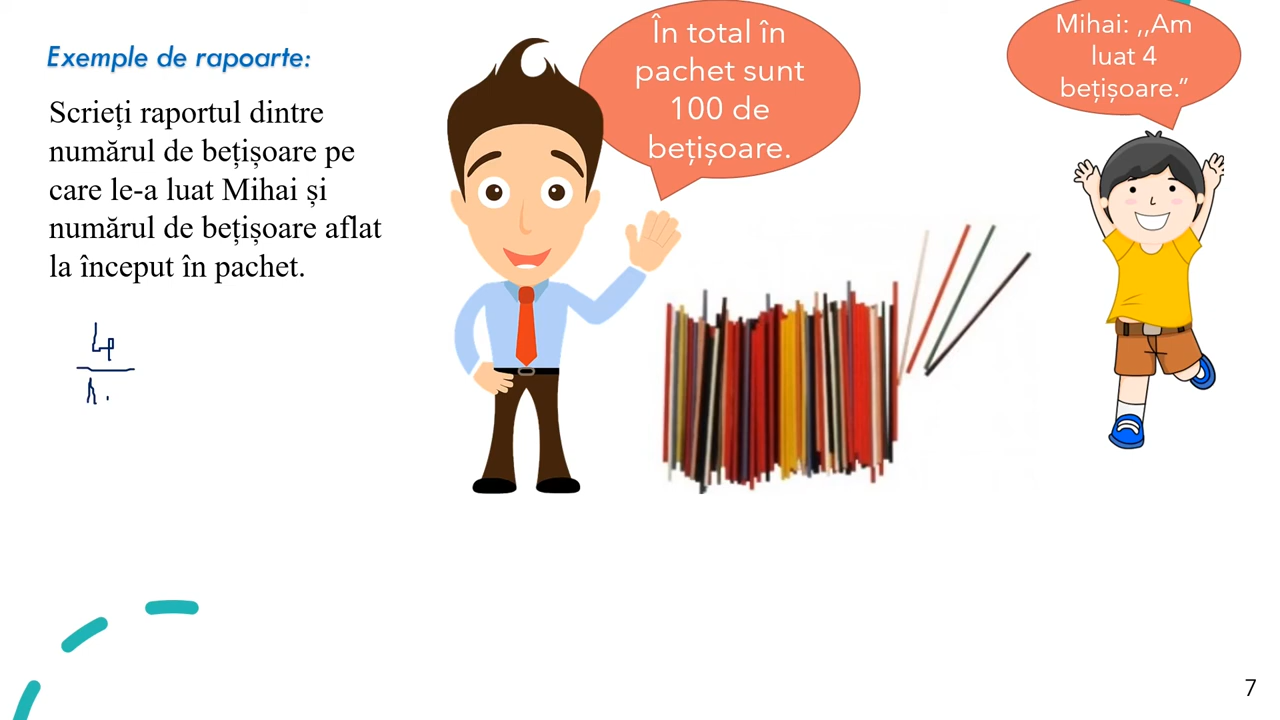 Exemple de rapoarte:
Scrieți raportul dintre
numărul de bețișoare pe
care le-a luat Mihai și
numărul de bețișoare aflat
la început în pachet.
4
În total în
pachet sunt
100 de
bețișoare.
Mihai: ,,Am
luat 4
bețișoare.”
7